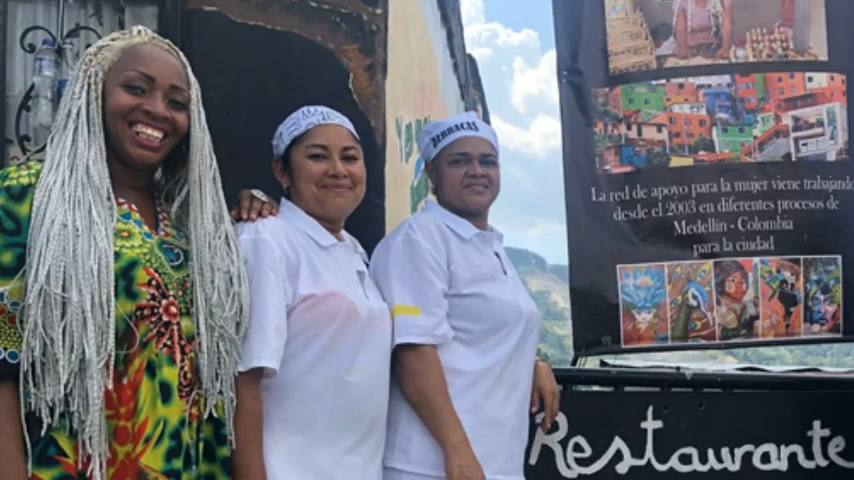 BERRACAS
La red de apoyo para la mujer viene trabajando
desde el 2003 en diferentes procesos de
Medellín - Colombia
para la ciudad
Restaurante